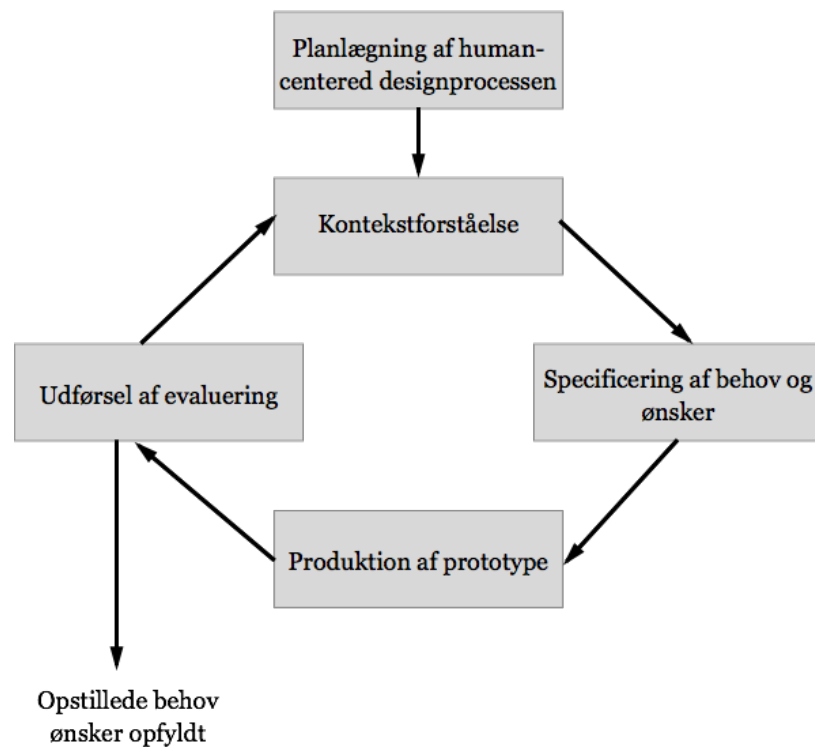 Planlægning af human-
centered designprocessen
Kontekstforståelse
Udførsel af evaluering
Specificering af behov og
ønsker
Produktion af prototype
Opstillede behov
ønsker opfyldt